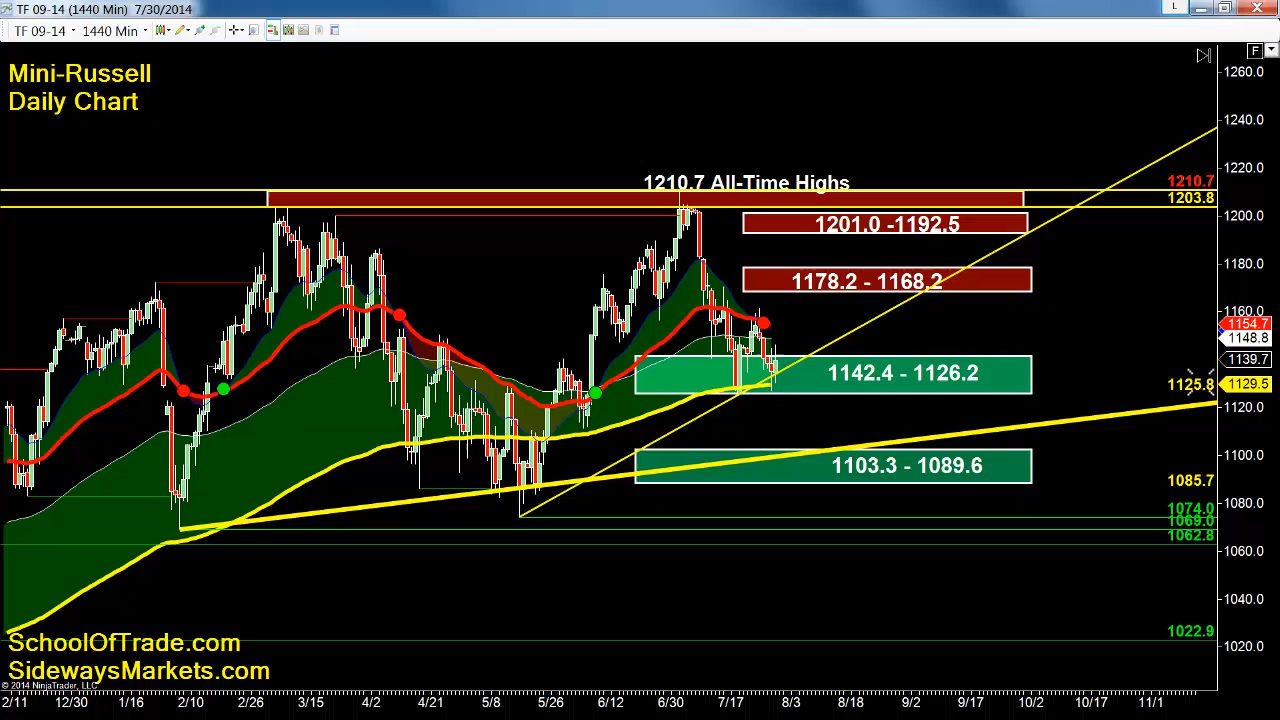 TF 09-14 (1440 Min) 7/30/2014
L
TF 09-14 1440 Min
F
Mini-Russell
Daily Chart
1260.0
1240.0
1220.0
1210.7 All-Time Highs
1210.7
1203.8
1200.0
1201.0 -1192.5
1180.0
1178.2 - 1168.2
1160.0
1154.7
1148.8
1142.4 - 1126.2
1139.7
1125.8
1129.5
1120.0
1103.3 - 1089.6
1100.0
1085.7
1080.0
1074.0
1069.0
1062.8
1060.0
1040.0
1022.9
1020.0
SchoolOfTrade.com
SidewaysMarkets.com
© 2014 NinjaTrader, LLC
2/11 12/30 1/16 2/10 2/26 3/15 4/2 4/21 5/8 5/26 6/12 6/30 7/17 8/3 8/18 9/2 9/17 10/2 10/17 11/1